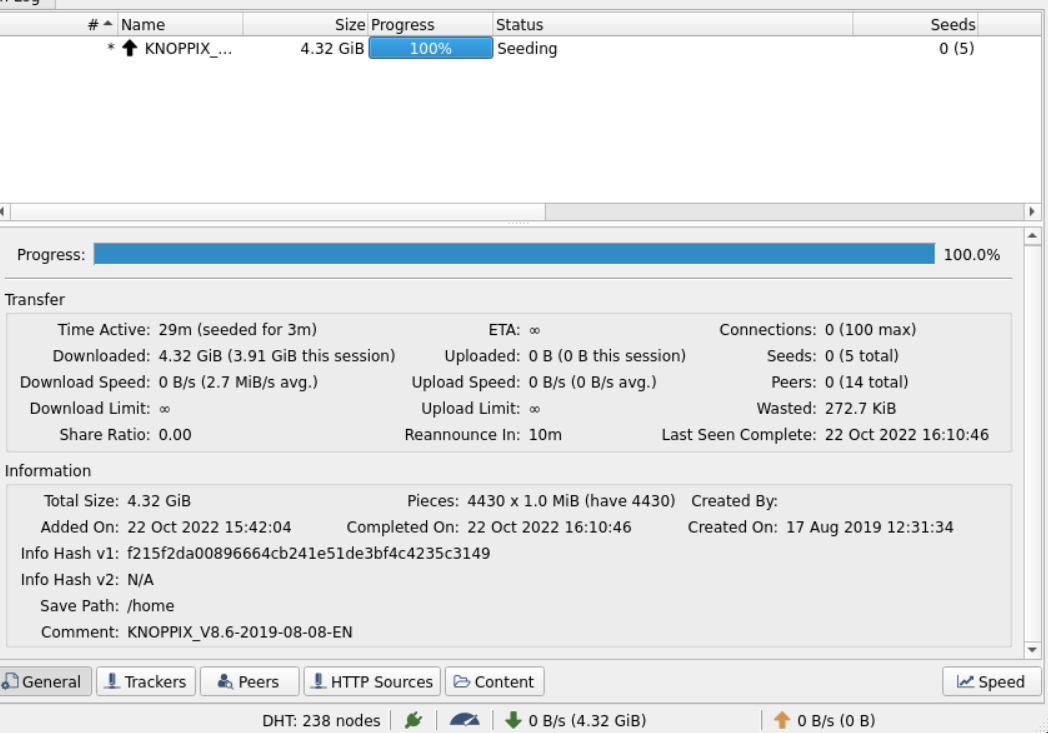 # Name Size Progress Status Seeds
* KNOPPIX_... 4.32 GiB 100% Seeding 0 (5)
Progress: 100.0%
Transfer
Time Active: 29m (seeded for 3m) ETA: ∞ Connections: 0 (100 max)
Downloaded: 4.32 GiB (3.91 GiB this session) Uploaded: 0 B (0 B this session) Seeds: 0 (5 total)
Download Speed: 0 B/s (2.7 MiB/s avg.) Upload Speed: 0 B/s (0 B/s avg.) Peers: 0 (14 total)
Download Limit: ∞ Upload Limit: ∞ Wasted: 272.7 KiB
Share Ratio: 0.00 Reannounce In: 10m Last Seen Complete: 22 Oct 2022 16:10:46
Information
Total Size: 4.32 GiB Pieces: 4430 x 1.0 MiB (have 4430) Created By:
Added On: 22 Oct 2022 15:42:04 Completed On: 22 Oct 2022 16:10:46 Created On: 17 Aug 2019 12:31:34
Info Hash v1: f215f2da00896664cb241e51de3bf4c4235c3149
Info Hash v2: N/A
Save Path: /home
Comment: KNOPPIX_V8.6-2019-08-08-EN
General Trackers Peers HTTP Sources Content Speed
DHT: 238 nodes 0 B/s (4.32 GiB) 0 B/s (0 B)